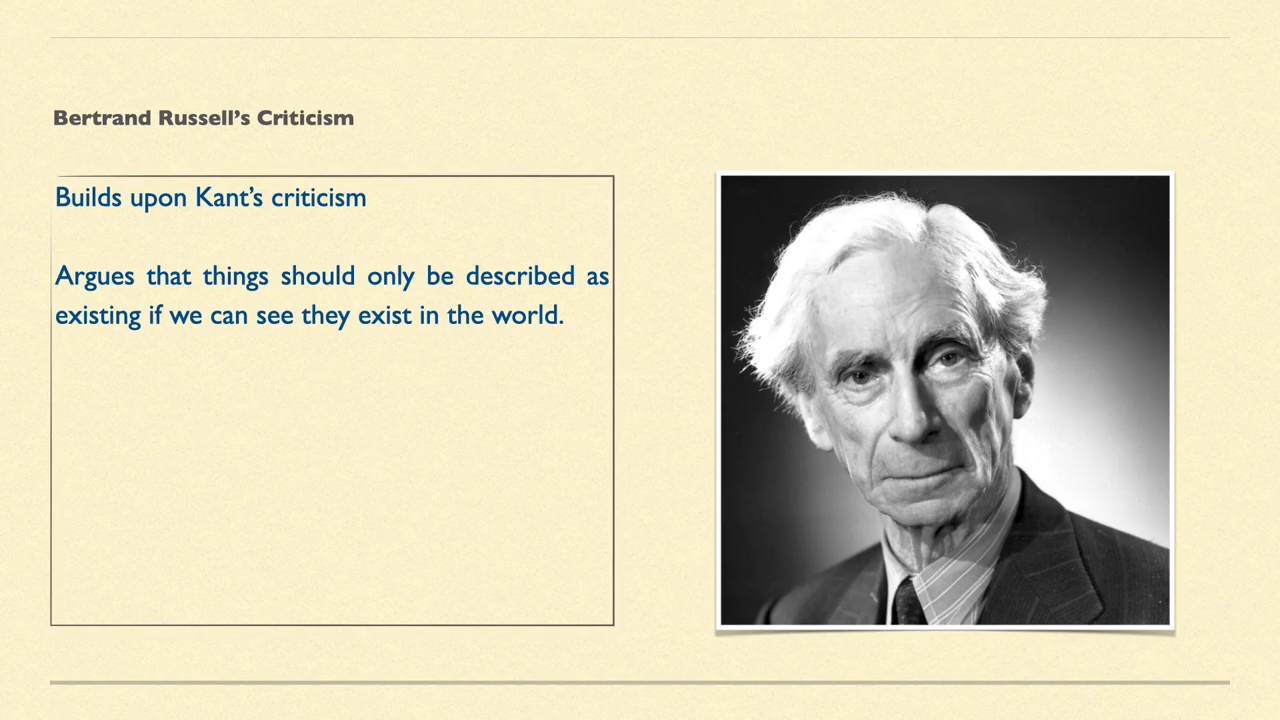 Bertrand Russell’s Criticism
Builds upon Kant’s criticism
Argues that things should only be described as
existing if we can see they exist in the world.